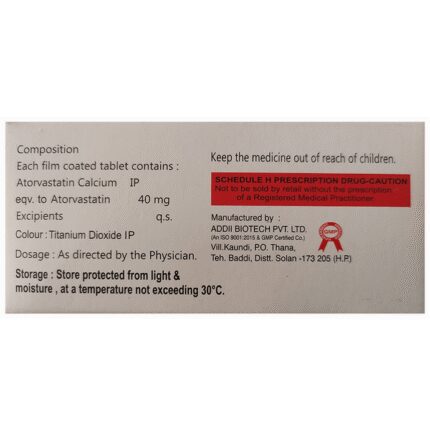 Composition
Each film coated tablet contains :
Atorvastatin Calcium IP
eqv. to Atorvastatin 40 mg
Excipients q.s.
Colour : Titanium Dioxide IP
Dosage : As directed by the Physician.
Storage : Store protected from light &
moisture , at a temperature not exceeding 30°C.
Keep the medicine out of reach of children.
SCHEDULE H PRESCRIPTION DRUG-CAUTION
Not to be sold by retail without the prescription
of a Registered Medical Practitioner
Manufactured by :
ADDII BIOTECH PVT. LTD.
(An ISO 9001:2015 & GMP Certified Co.)
Vill.Kaundi, P.O. Thana,
Teh. Baddi, Distt. Solan -173 205 (H.P.)
GMP